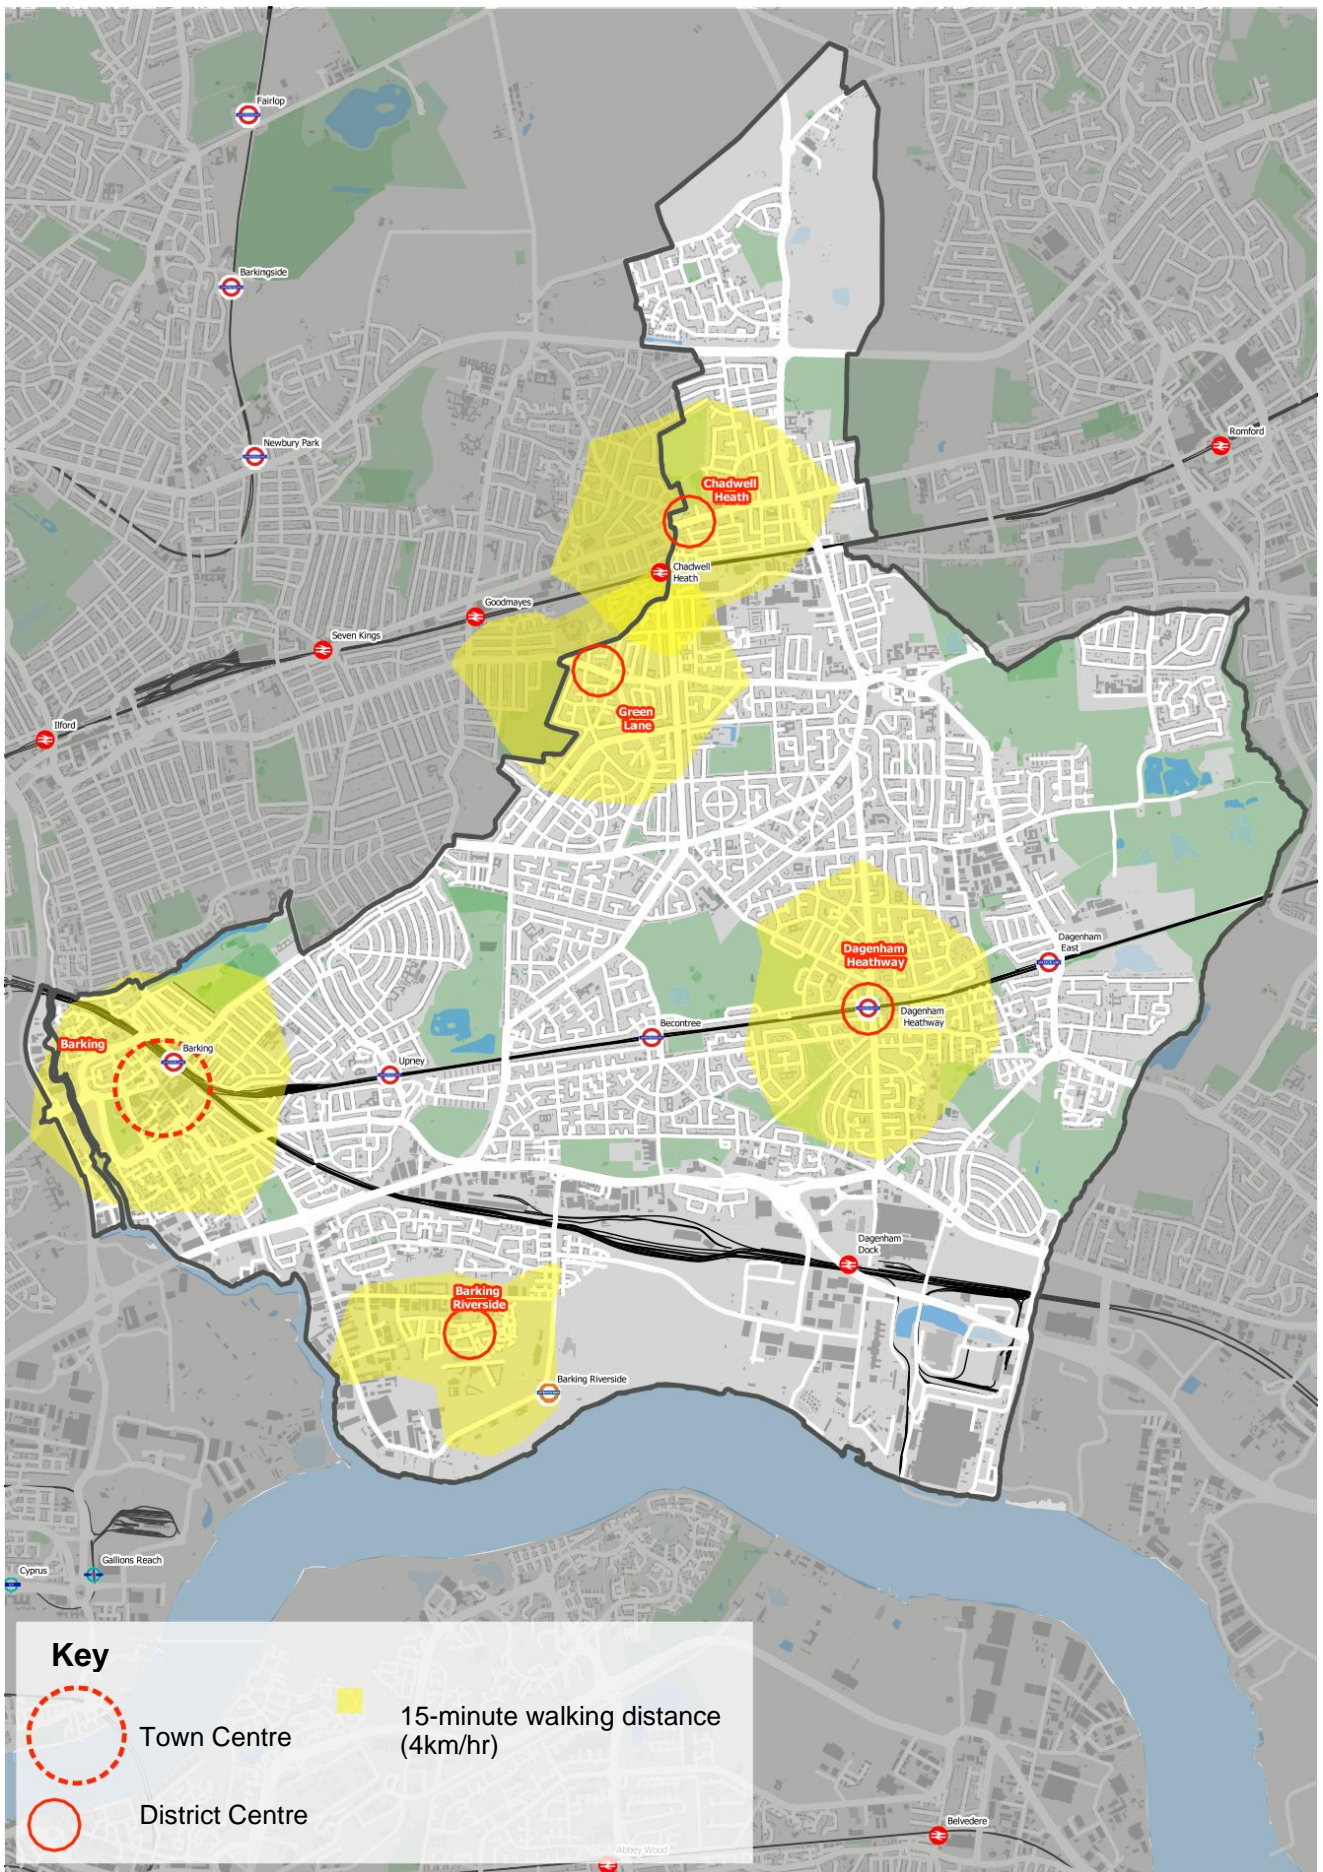 Fairlop
Barkingside
Newbury Park
Romford
Chadwell
Heath
Chadwell
Heath
Goodmayes
Seven Kings
Green
Lane
Ilford
Dagenham
East
Dagenham
Heathway
Dagenham
Heathway
Becontree
Barking
Barking
Upney
Dagenham
Dock
Barking
Riverside
Barking Riverside
Gallions Reach
Cyprus
Key
Town Centre
15-minute walking distance
(4km/hr)
District Centre
Belvedere
Abbey Wood